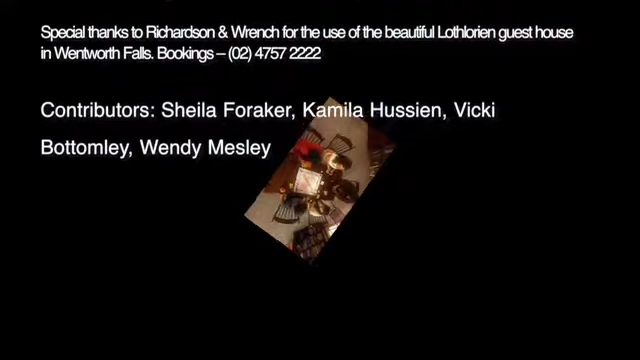 Special thanks to Richardson & Wrench for the use of the beautiful Lothlorien guest house
in Wentworth Falls. Bookings – (02) 4757 2222
Contributors: Sheila Foraker, Kamila Hussien, Vicki
Bottomley, Wendy Mesley